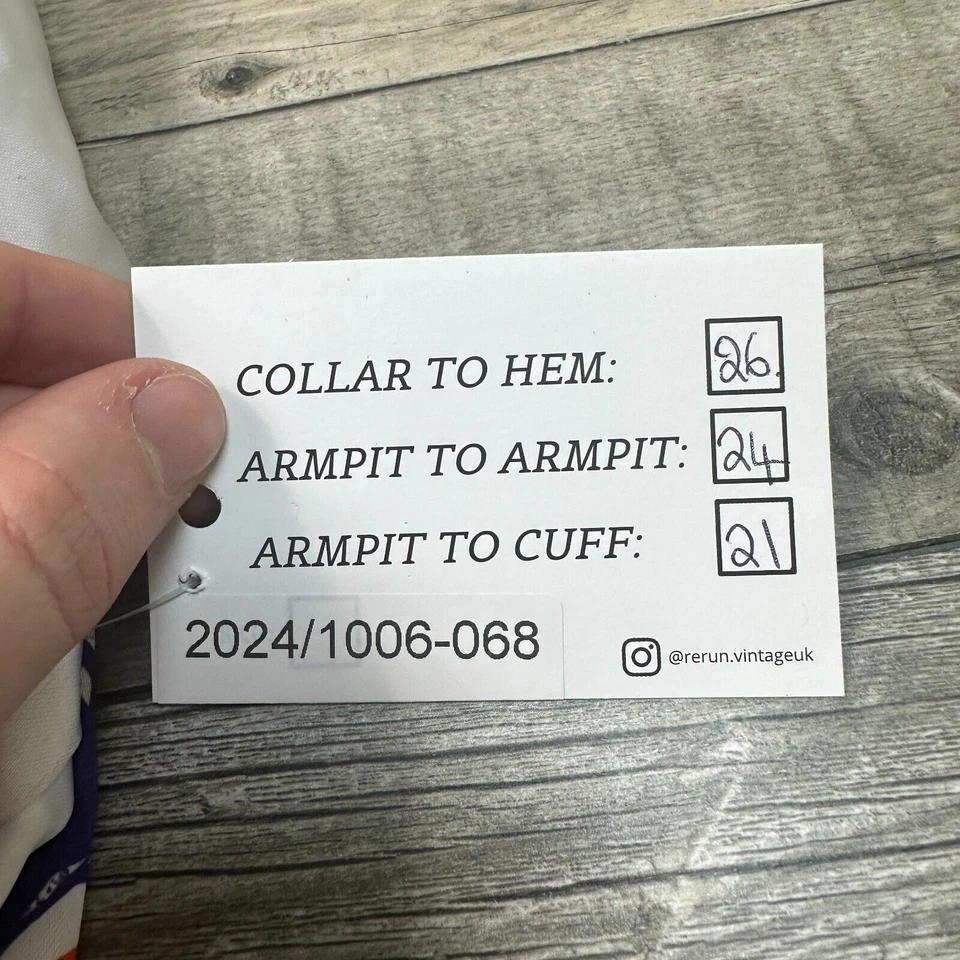 COLLAR TO HEM: 26.
ARMPIT TO ARMPIT: 24
ARMPIT TO CUFF: 21
2024/1006-068
@rerun.vintageuk